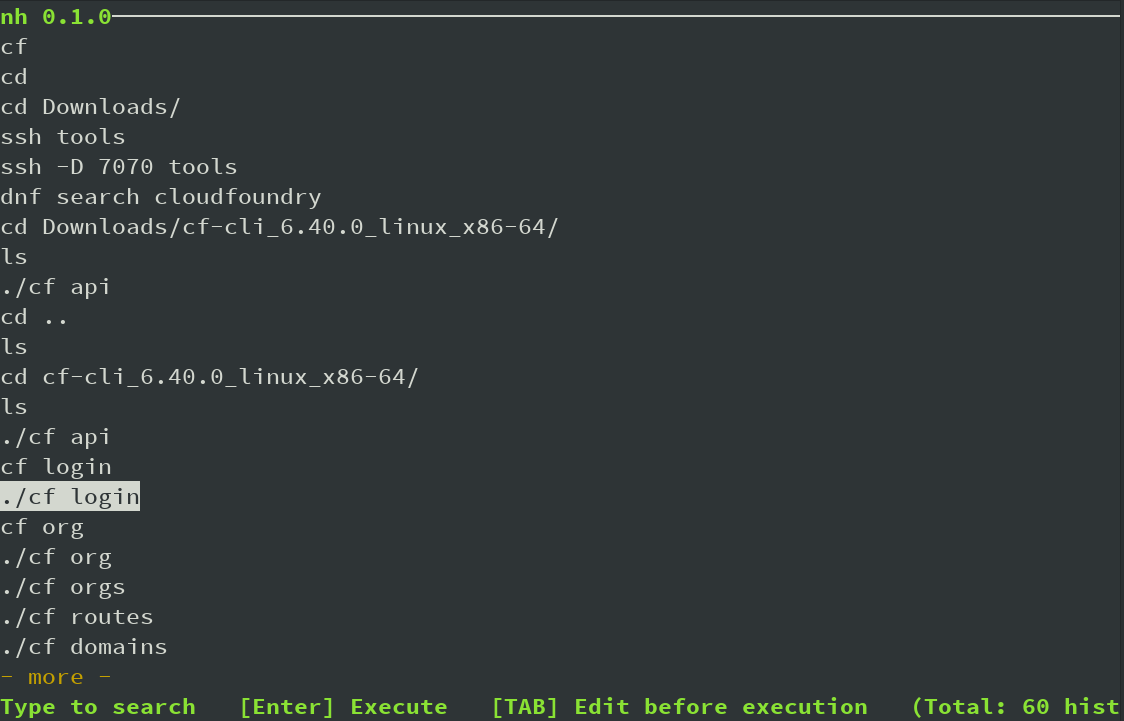 nh 0.1.0
cf
cd
cd Downloads/
ssh tools
ssh -D 7070 tools
dnf search cloudfoundry
cd Downloads/cf-cli_6.40.0_linux_x86-64/
ls
./cf api
cd ..
ls
cd cf-cli_6.40.0_linux_x86-64/
ls
./cf api
cf login
./cf login
cf org
./cf org
./cf orgs
./cf routes
./cf domains
- more -
Type to search   [Enter] Execute   [TAB] Edit before execution   (Total: 60 hist